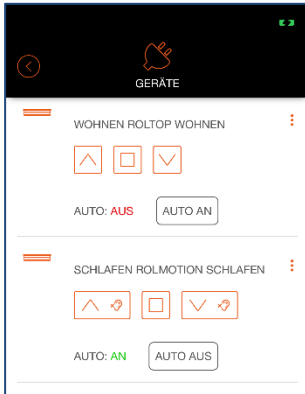 GERÄTE
WOHNEN ROLTOP WOHNEN
AUTO: AUS AUTO AN
SCHLAFEN ROLMOTION SCHLAFEN
AUTO: AN AUTO AUS